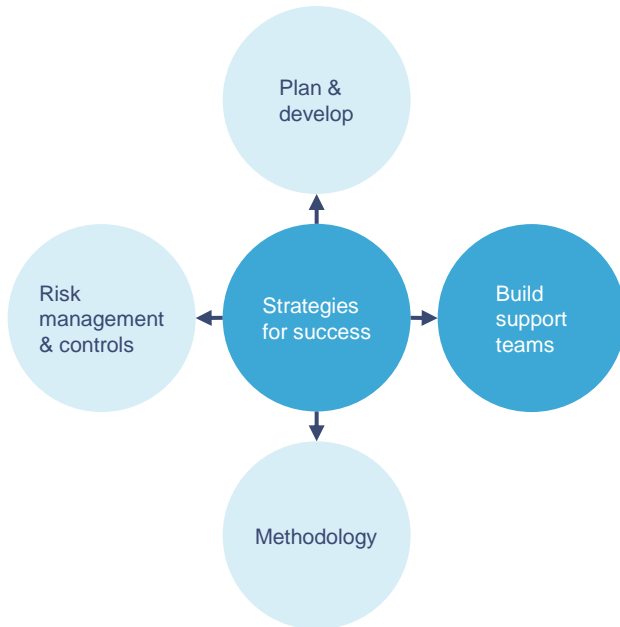 Plan &
develop
Risk
management
& controls
Strategies
for success
Build
support
teams
Methodology